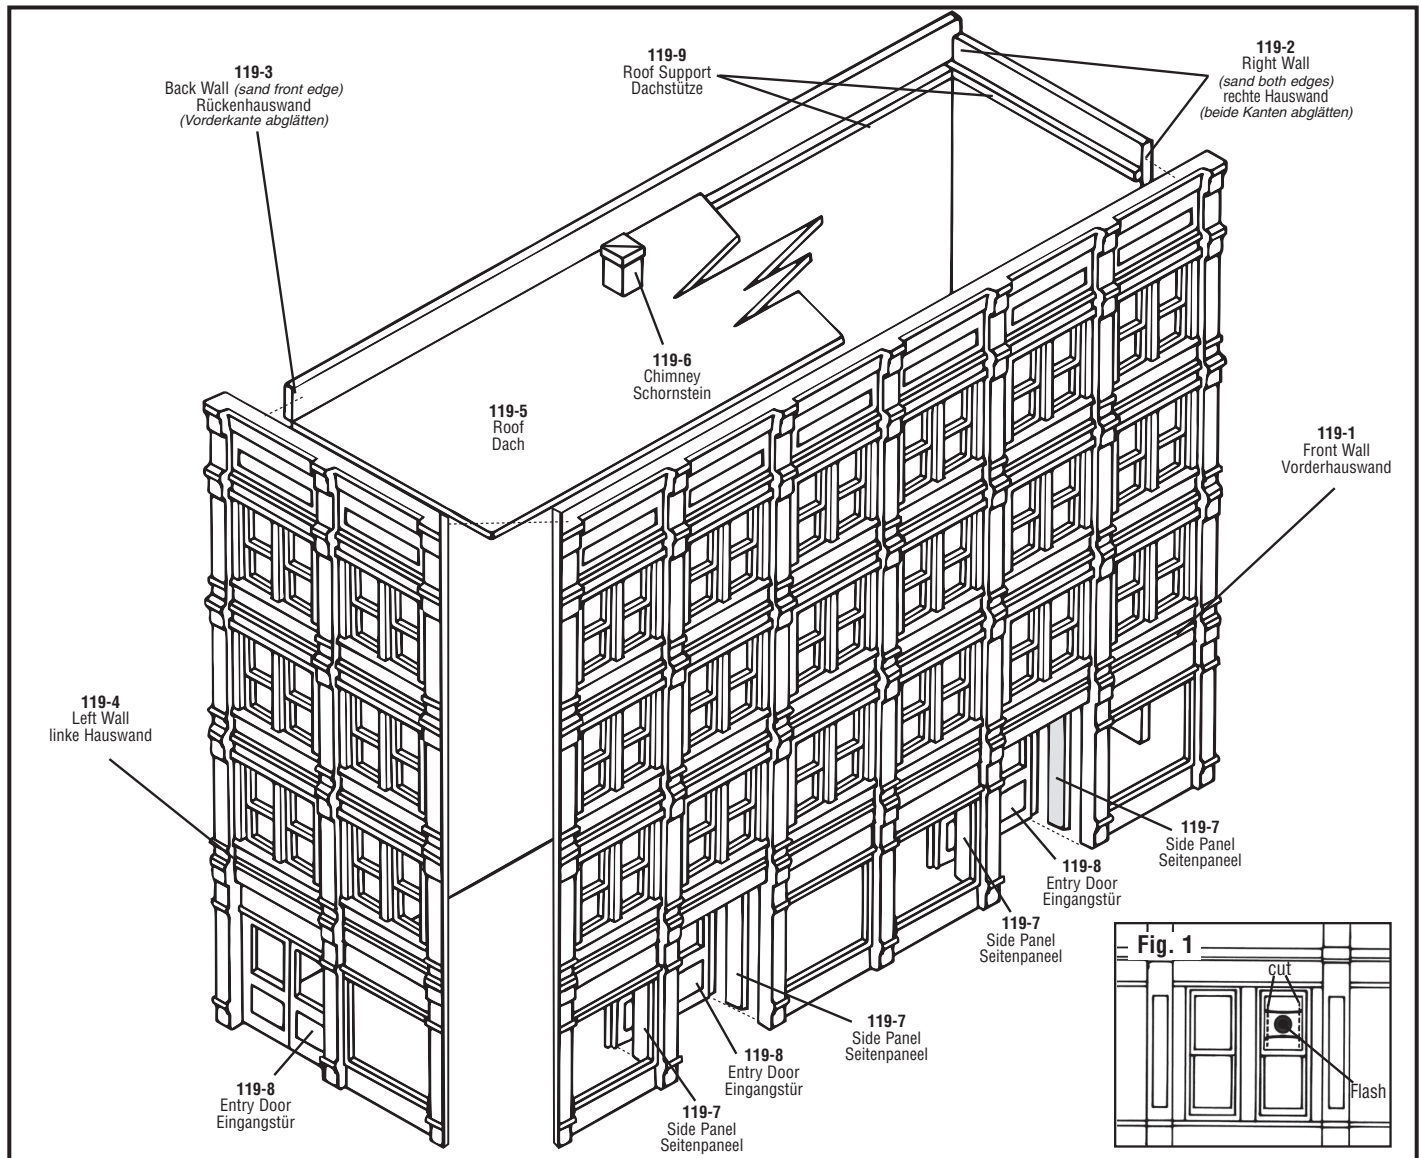 119-3
Back Wall (sand front edge)
Rückenhauswand
(Vorderkante abglätten)
119-9
Roof Support
Dachstütze
119-2
Right Wall
(sand both edges)
rechte Hauswand
(beide Kanten abglätten)
119-6
Chimney
Schornstein
119-5
Roof
Dach
119-1
Front Wall
Vorderhauswand
119-4
Left Wall
linke Hauswand
119-7
Side Panel
Seitenpaneel
119-8
Entry Door
Eingangstür
119-7
Side Panel
Seitenpaneel
119-7
Side Panel
Seitenpaneel
119-8
Entry Door
Eingangstür
119-8
Entry Door
Eingangstür
119-7
Side Panel
Seitenpaneel
Fig. 1
cut
Flash